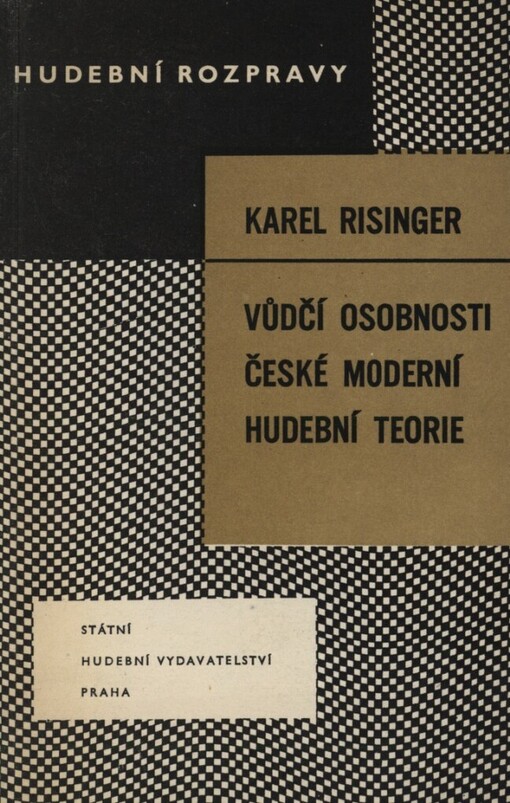 HUDEBNÍ ROZPRAVY
KAREL RISINGER
VŮDČÍ OSOBNOSTI
ČESKÉ MODERNÍ
HUDEBNÍ TEORIE
STÁTNÍ
HUDEBNÍ VYDAVATELSTVÍ
PRAHA